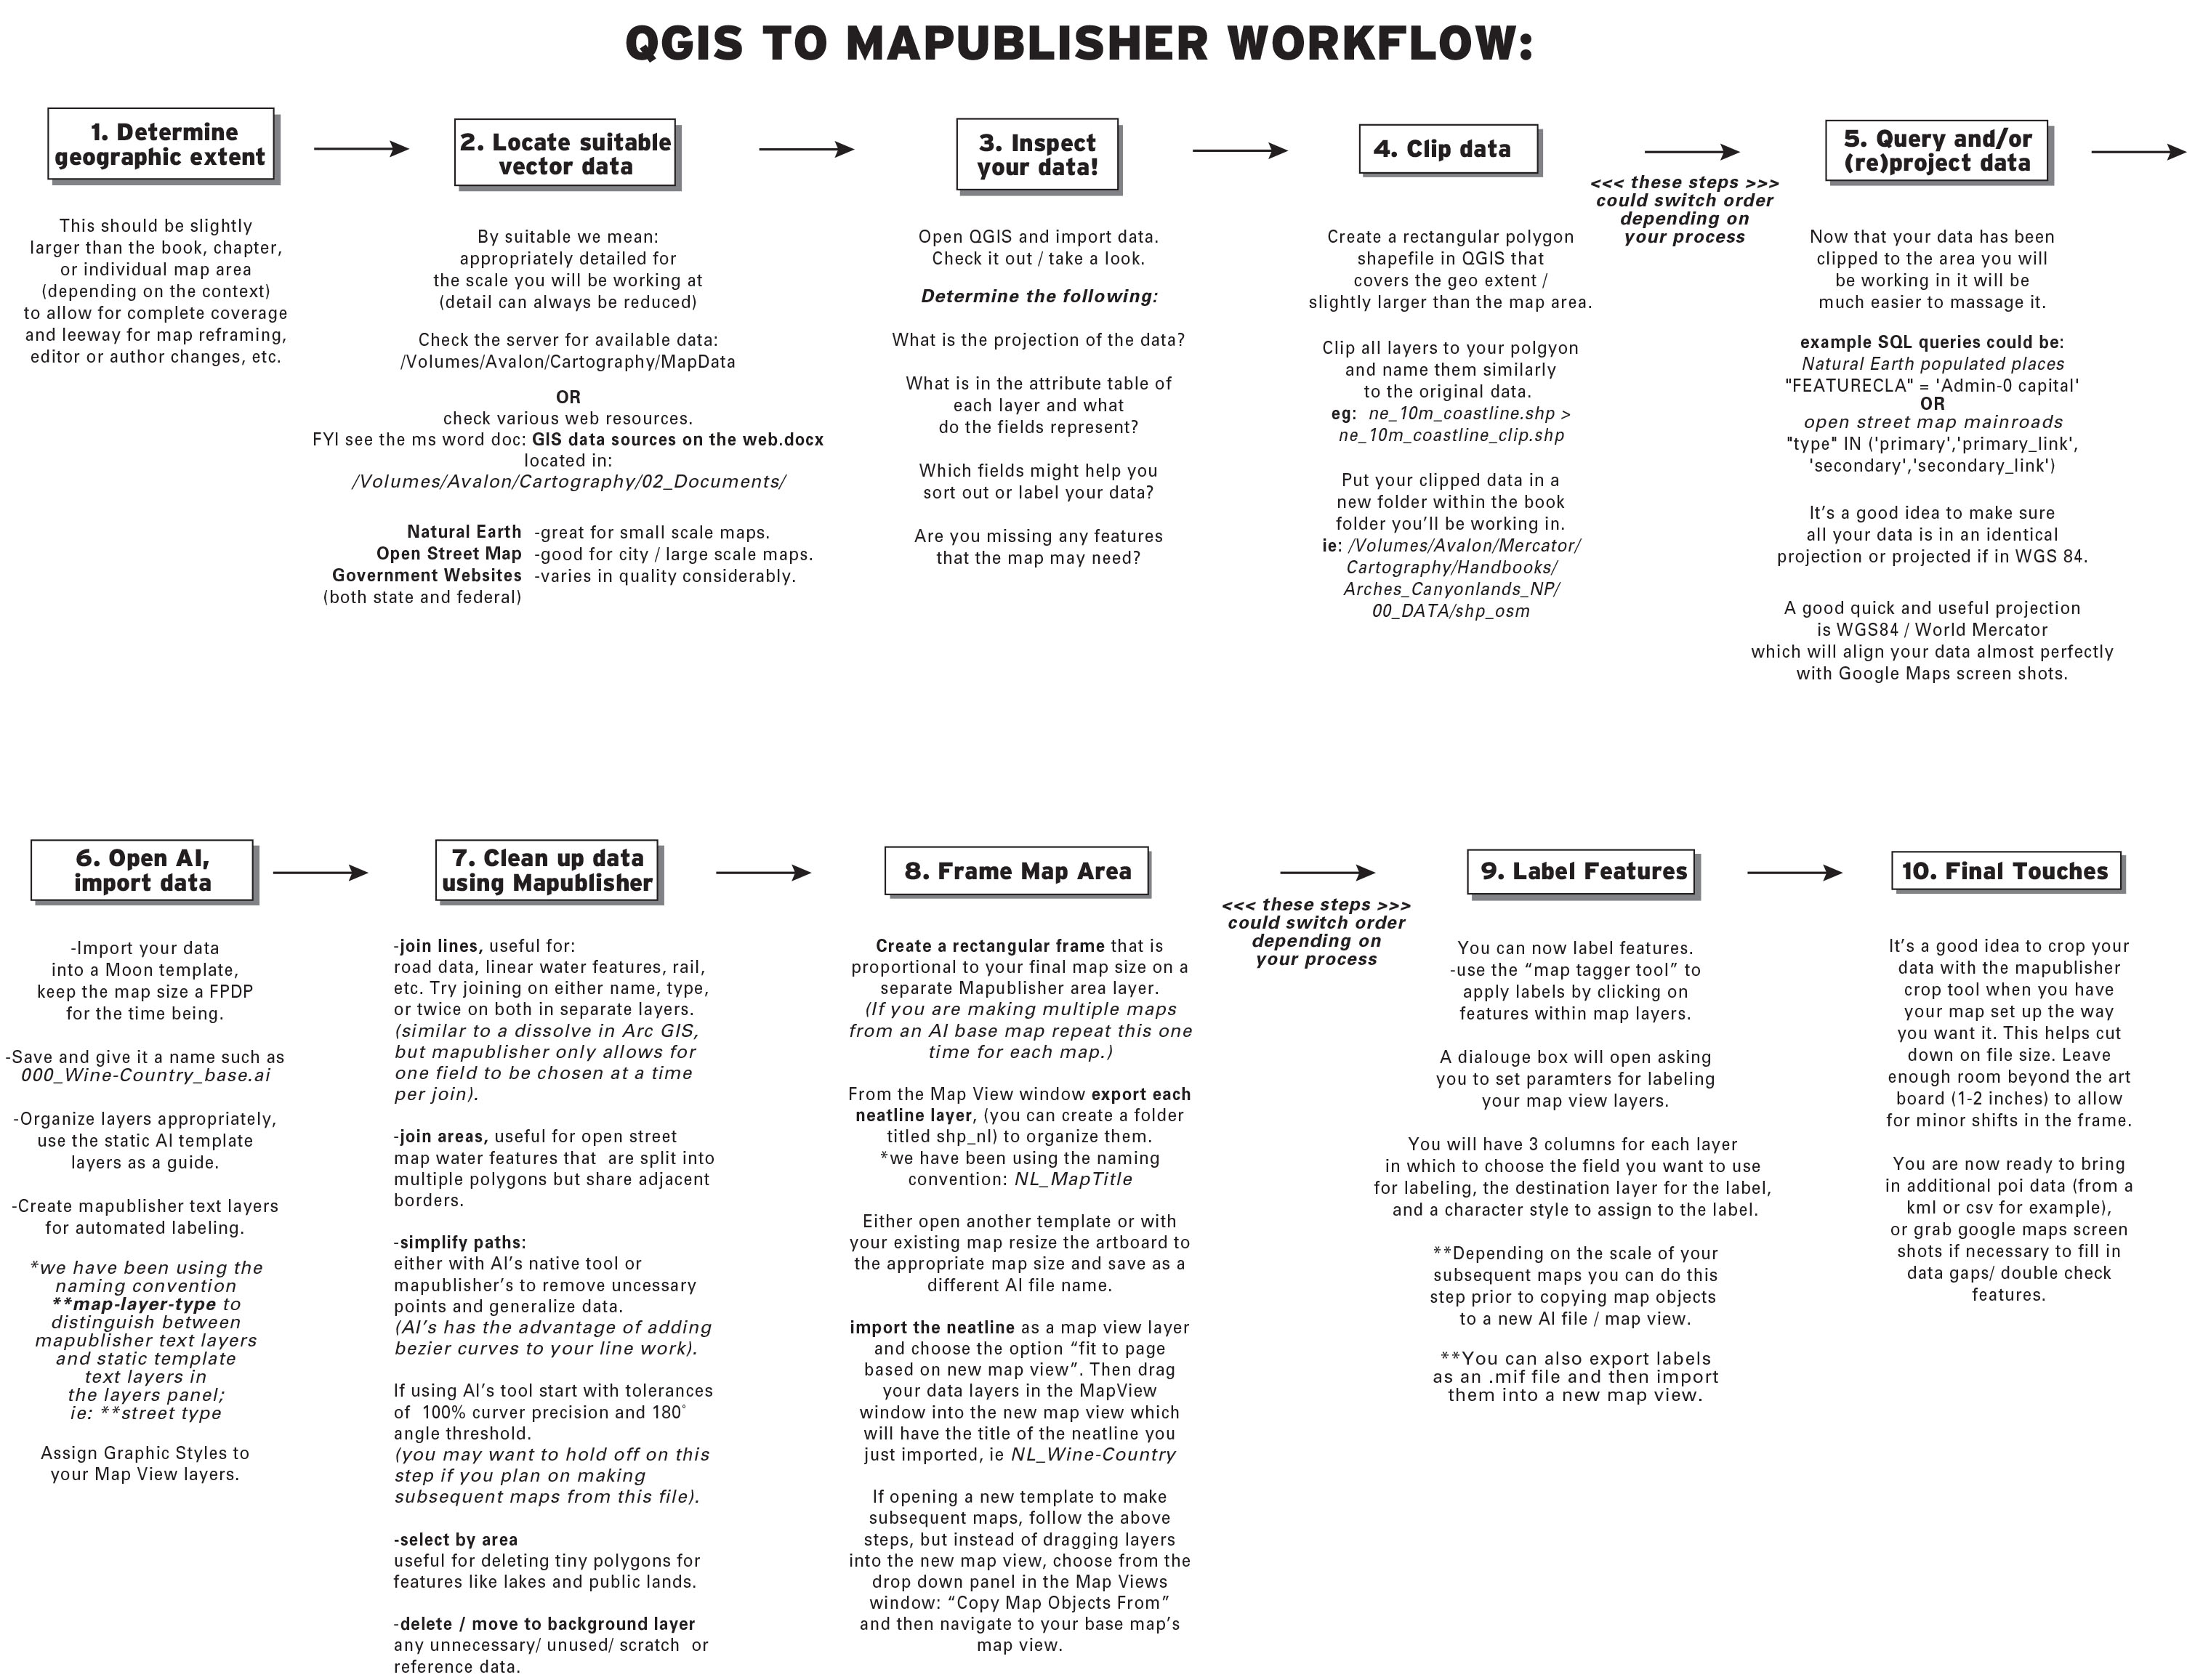 QGIS TO MAPUBLISHER WORKFLOW:
1. Determine
geographic extent
This should be slightly
larger than the book, chapter,
or individual map area
(depending on the context)
to allow for complete coverage
and leeway for map reframing,
editor or author changes, etc.
2. Locate suitable
vector data
By suitable we mean:
appropriately detailed for
the scale you will be working at
(detail can always be reduced)
Check the server for available data:
/Volumes/Avalon/Cartography/MapData
OR
check various web resources.
FYI see the ms word doc: GIS data sources on the web.docx
located in:
/Volumes/Avalon/Cartography/02_Documents/
Natural Earth -great for small scale maps.
Open Street Map -good for city / large scale maps.
Government Websites -varies in quality considerably.
(both state and federal)
3. Inspect
your data!
Open QGIS and import data.
Check it out / take a look.
Determine the following:
What is the projection of the data?
What is in the attribute table of
each layer and what
do the fields represent?
Which fields might help you
sort out or label your data?
Are you missing any features
that the map may need?
4. Clip data
Create a rectangular polygon
shapefile in QGIS that
covers the geo extent /
slightly larger than the map area.
Clip all layers to your polgyon
and name them similarly
to the original data.
eg: ne_10m_coastline.shp >
ne_10m_coastline_clip.shp
Put your clipped data in a
new folder within the book
folder you'll be working in.
ie: /Volumes/Avalon/Mercator/
Cartography/Handbooks/
Arches_Canyonlands_NP/
00_DATA/shp_osm
<<< these steps >>>
could switch order
depending on
your process
5. Query and/or
(re)project data
Now that your data has been
clipped to the area you will
be working in it will be
much easier to massage it.
example SQL queries could be:
Natural Earth populated places
"FEATURECLA" = 'Admin-0 capital'
OR
open street map mainroads
"type" IN ('primary','primary_link',
'secondary','secondary_link')
It's a good idea to make sure
all your data is in an identical
projection or projected if in WGS 84.
A good quick and useful projection
is WGS84 / World Mercator
which will align your data almost perfectly
with Google Maps screen shots.
6. Open AI,
import data
-Import your data
into a Moon template,
keep the map size a FPDP
for the time being.
-Save and give it a name such as
000_Wine-Country_base.ai
-Organize layers appropriately,
use the static AI template
layers as a guide.
-Create mapublisher text layers
for automated labeling.
*we have been using the
naming convention
**map-layer-type to
distinguish between
mapublisher text layers
and static template
text layers in
the layers panel;
ie: **street type
Assign Graphic Styles to
your Map View layers.
7. Clean up data
using Mapublisher
-join lines, useful for:
road data, linear water features, rail,
etc. Try joining on either name, type,
or twice on both in separate layers.
(similar to a dissolve in Arc GIS,
but mapublisher only allows for
one field to be chosen at a time
per join).
-join areas, useful for open street
map water features that  are split into
multiple polygons but share adjacent
borders.
-simplify paths:
either with AI's native tool or
mapublisher's to remove uncessary
points and generalize data.
(AI's has the advantage of adding
bezier curves to your line work).
If using AI's tool start with tolerances
of  100% curver precision and 180°
angle threshold.
(you may want to hold off on this
step if you plan on making
subsequent maps from this file).
-select by area
useful for deleting tiny polygons for
features like lakes and public lands.
-delete / move to background layer
any unnecessary/ unused/ scratch  or
reference data.
8. Frame Map Area
Create a rectangular frame that is
proportional to your final map size on a
separate Mapublisher area layer.
(If you are making multiple maps
from an AI base map repeat this one
time for each map.)
From the Map View window export each
neatline layer, (you can create a folder
titled shp_nl) to organize them.
*we have been using the naming
convention: NL_MapTitle
Either open another template or with
your existing map resize the artboard to
the appropriate map size and save as a
different AI file name.
import the neatline as a map view layer
and choose the option “fit to page
based on new map view”. Then drag
your data layers in the MapView
window into the new map view which
will have the title of the neatline you
just imported, ie NL_Wine-Country
If opening a new template to make
subsequent maps, follow the above
steps, but instead of dragging layers
into the new map view, choose from the
drop down panel in the Map Views
window: “Copy Map Objects From”
and then navigate to your base map's
map view.
<<< these steps >>>
could switch order
depending on
your process
9. Label Features
You can now label features.
-use the “map tagger tool” to
apply labels by clicking on
features within map layers.
A dialouge box will open asking
you to set paramters for labeling
your map view layers.
You will have 3 columns for each layer
in which to choose the field you want to use
for labeling, the destination layer for the label,
and a character style to assign to the label.
**Depending on the scale of your
subsequent maps you can do this
step prior to copying map objects
to a new AI file / map view.
**You can also export labels
as an .mif file and then import
them into a new map view.
10. Final Touches
It's a good idea to crop your
data with the mapublisher
crop tool when you have
your map set up the way
you want it. This helps cut
down on file size. Leave
enough room beyond the art
board (1-2 inches) to allow
for minor shifts in the frame.
You are now ready to bring
in additional poi data (from a
kml or csv for example),
or grab google maps screen
shots if necessary to fill in
data gaps/ double check
features.